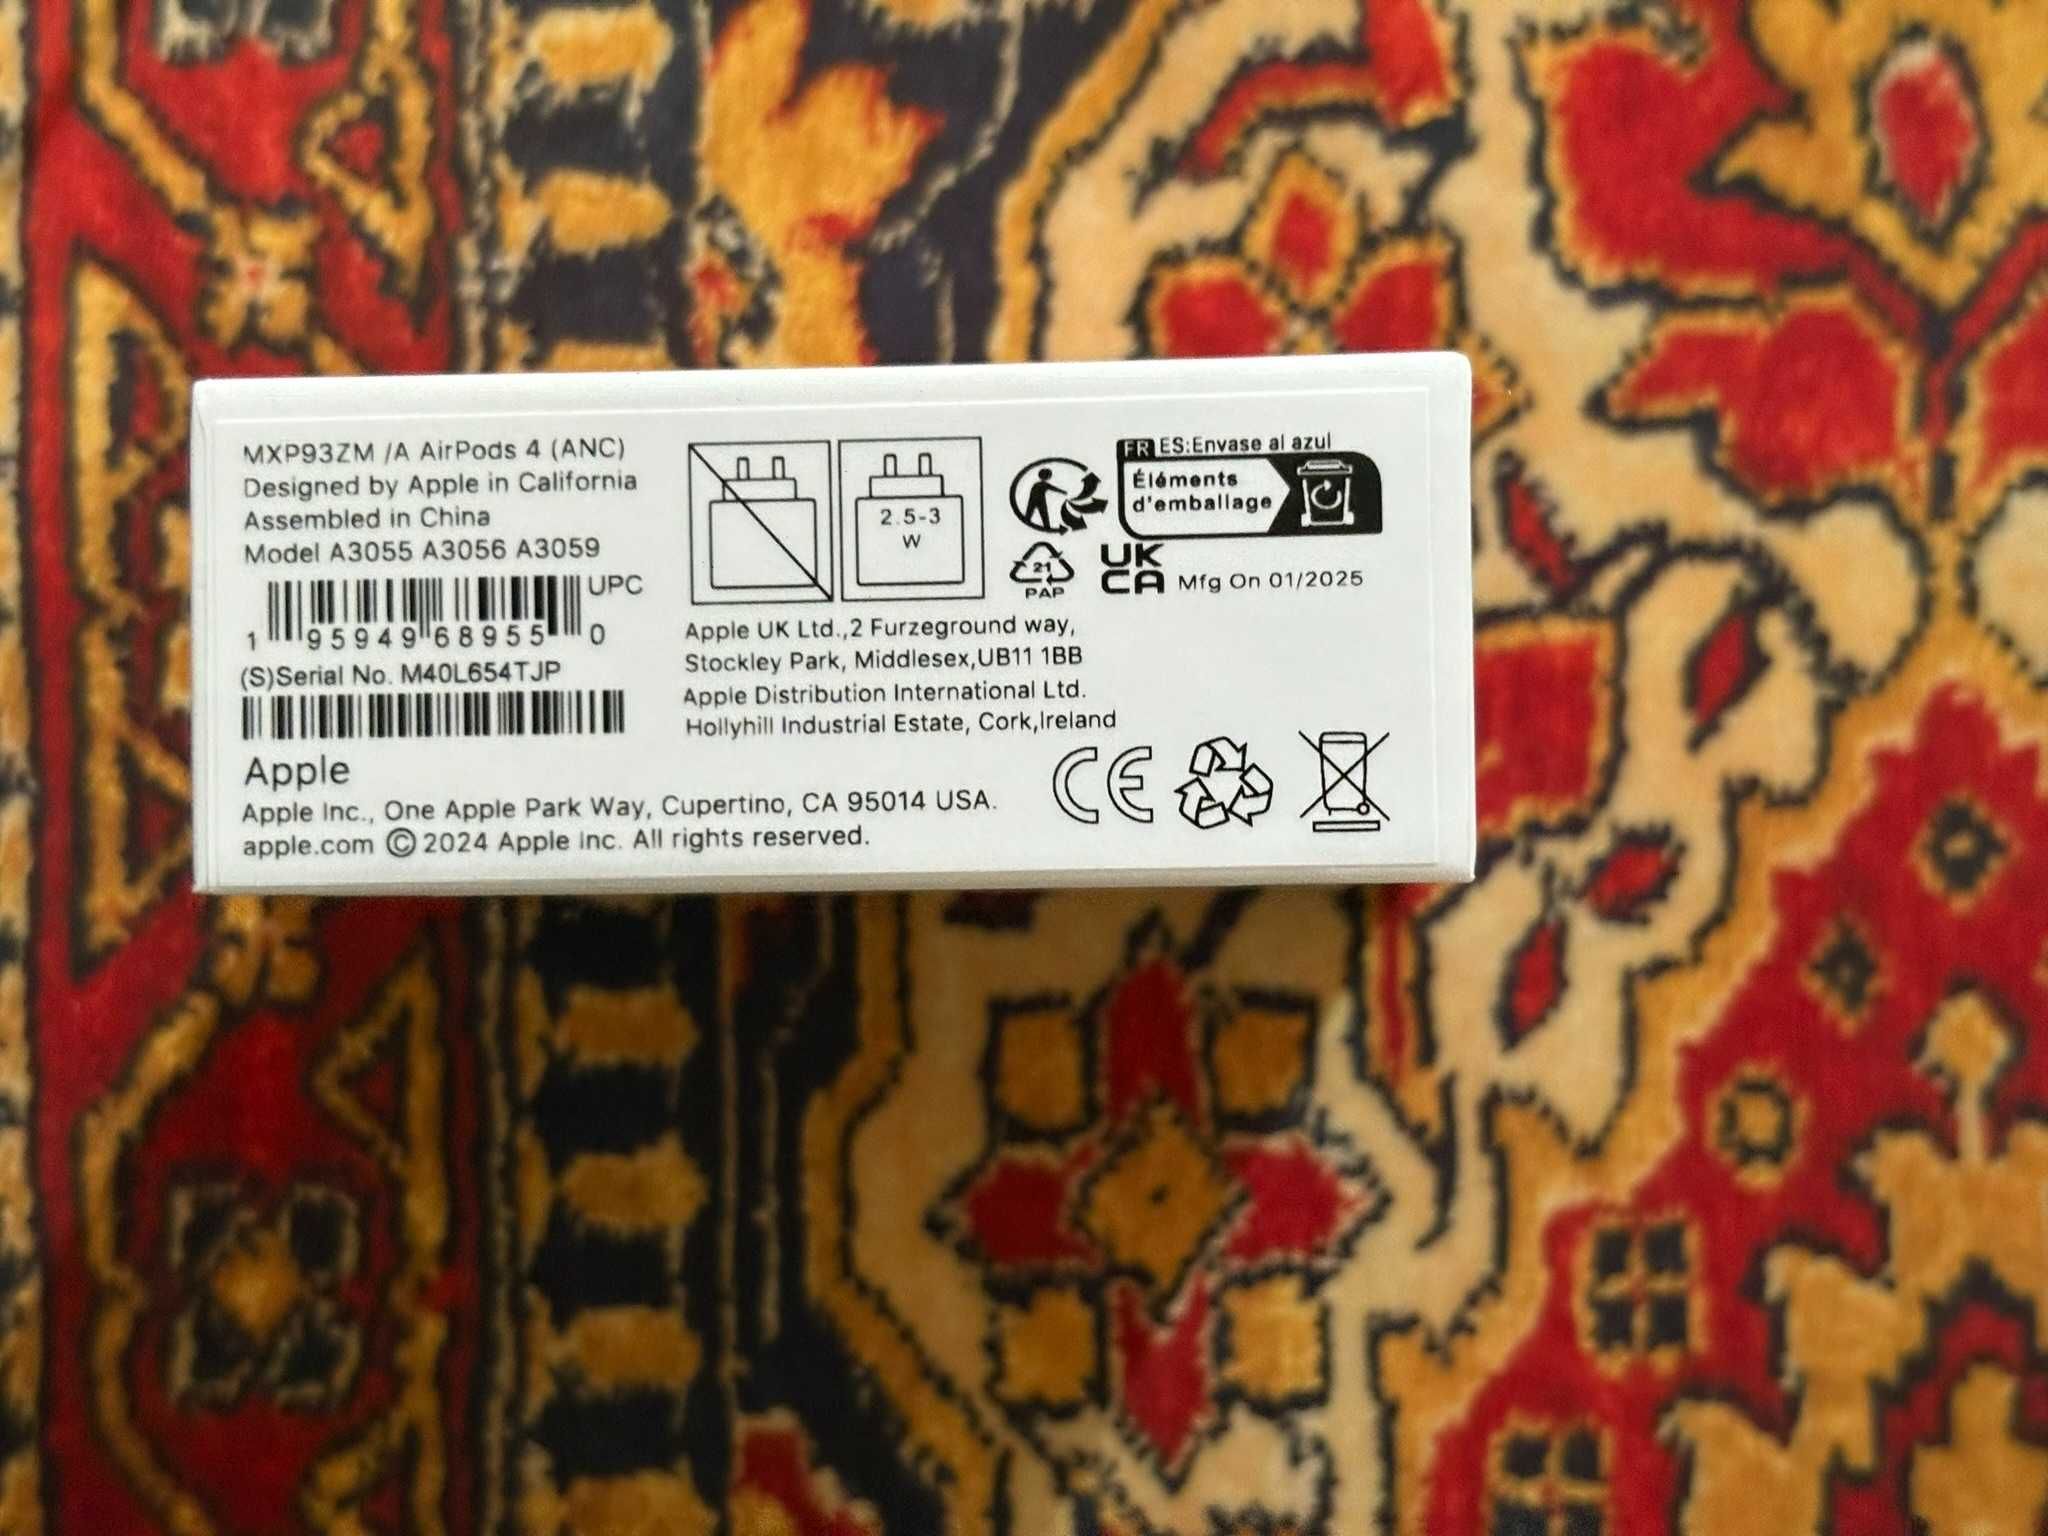 MXP93ZM /A AirPods 4 (ANC)
Designed by Apple in California
Assembled in China
Model A3055 A3056 A3059
UPC
1 95949 68955 0
(S)Serial No. M40L654TJP
Apple
Apple Inc., One Apple Park Way, Cupertino, CA 95014 USA.
apple.com ©2024 Apple Inc. All rights reserved.
2.5-3
W
FR ES:Envase al azul
Éléments
d'emballage
21
PAP
UK
CA
Mfg On 01/2025
Apple UK Ltd.,2 Furzeground way,
Stockley Park, Middlesex,UB11 1BB
Apple Distribution International Ltd.
Hollyhill Industrial Estate, Cork,Ireland
CE